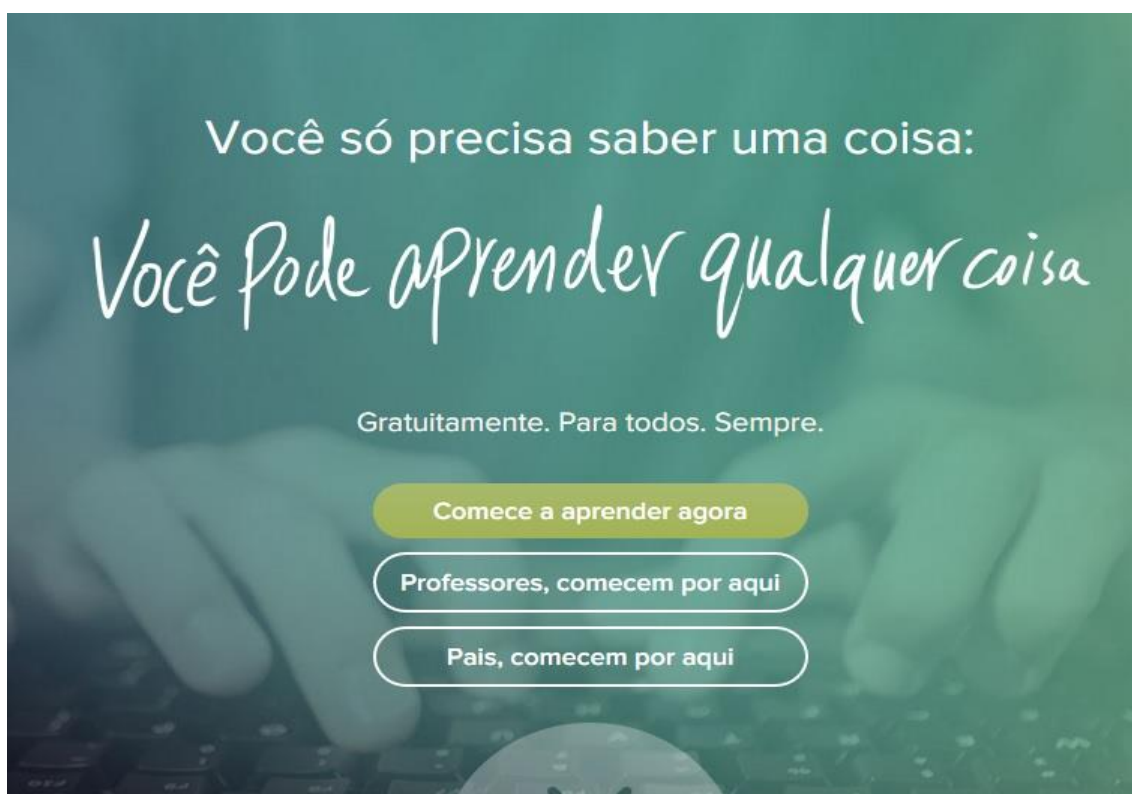 Você só precisa saber uma coisa:
Você Pode aprender qualquer coisa
Gratuitamente. Para todos. Sempre.
Comece a aprender agora
Professores, comecem por aqui
Pais, comecem por aqui